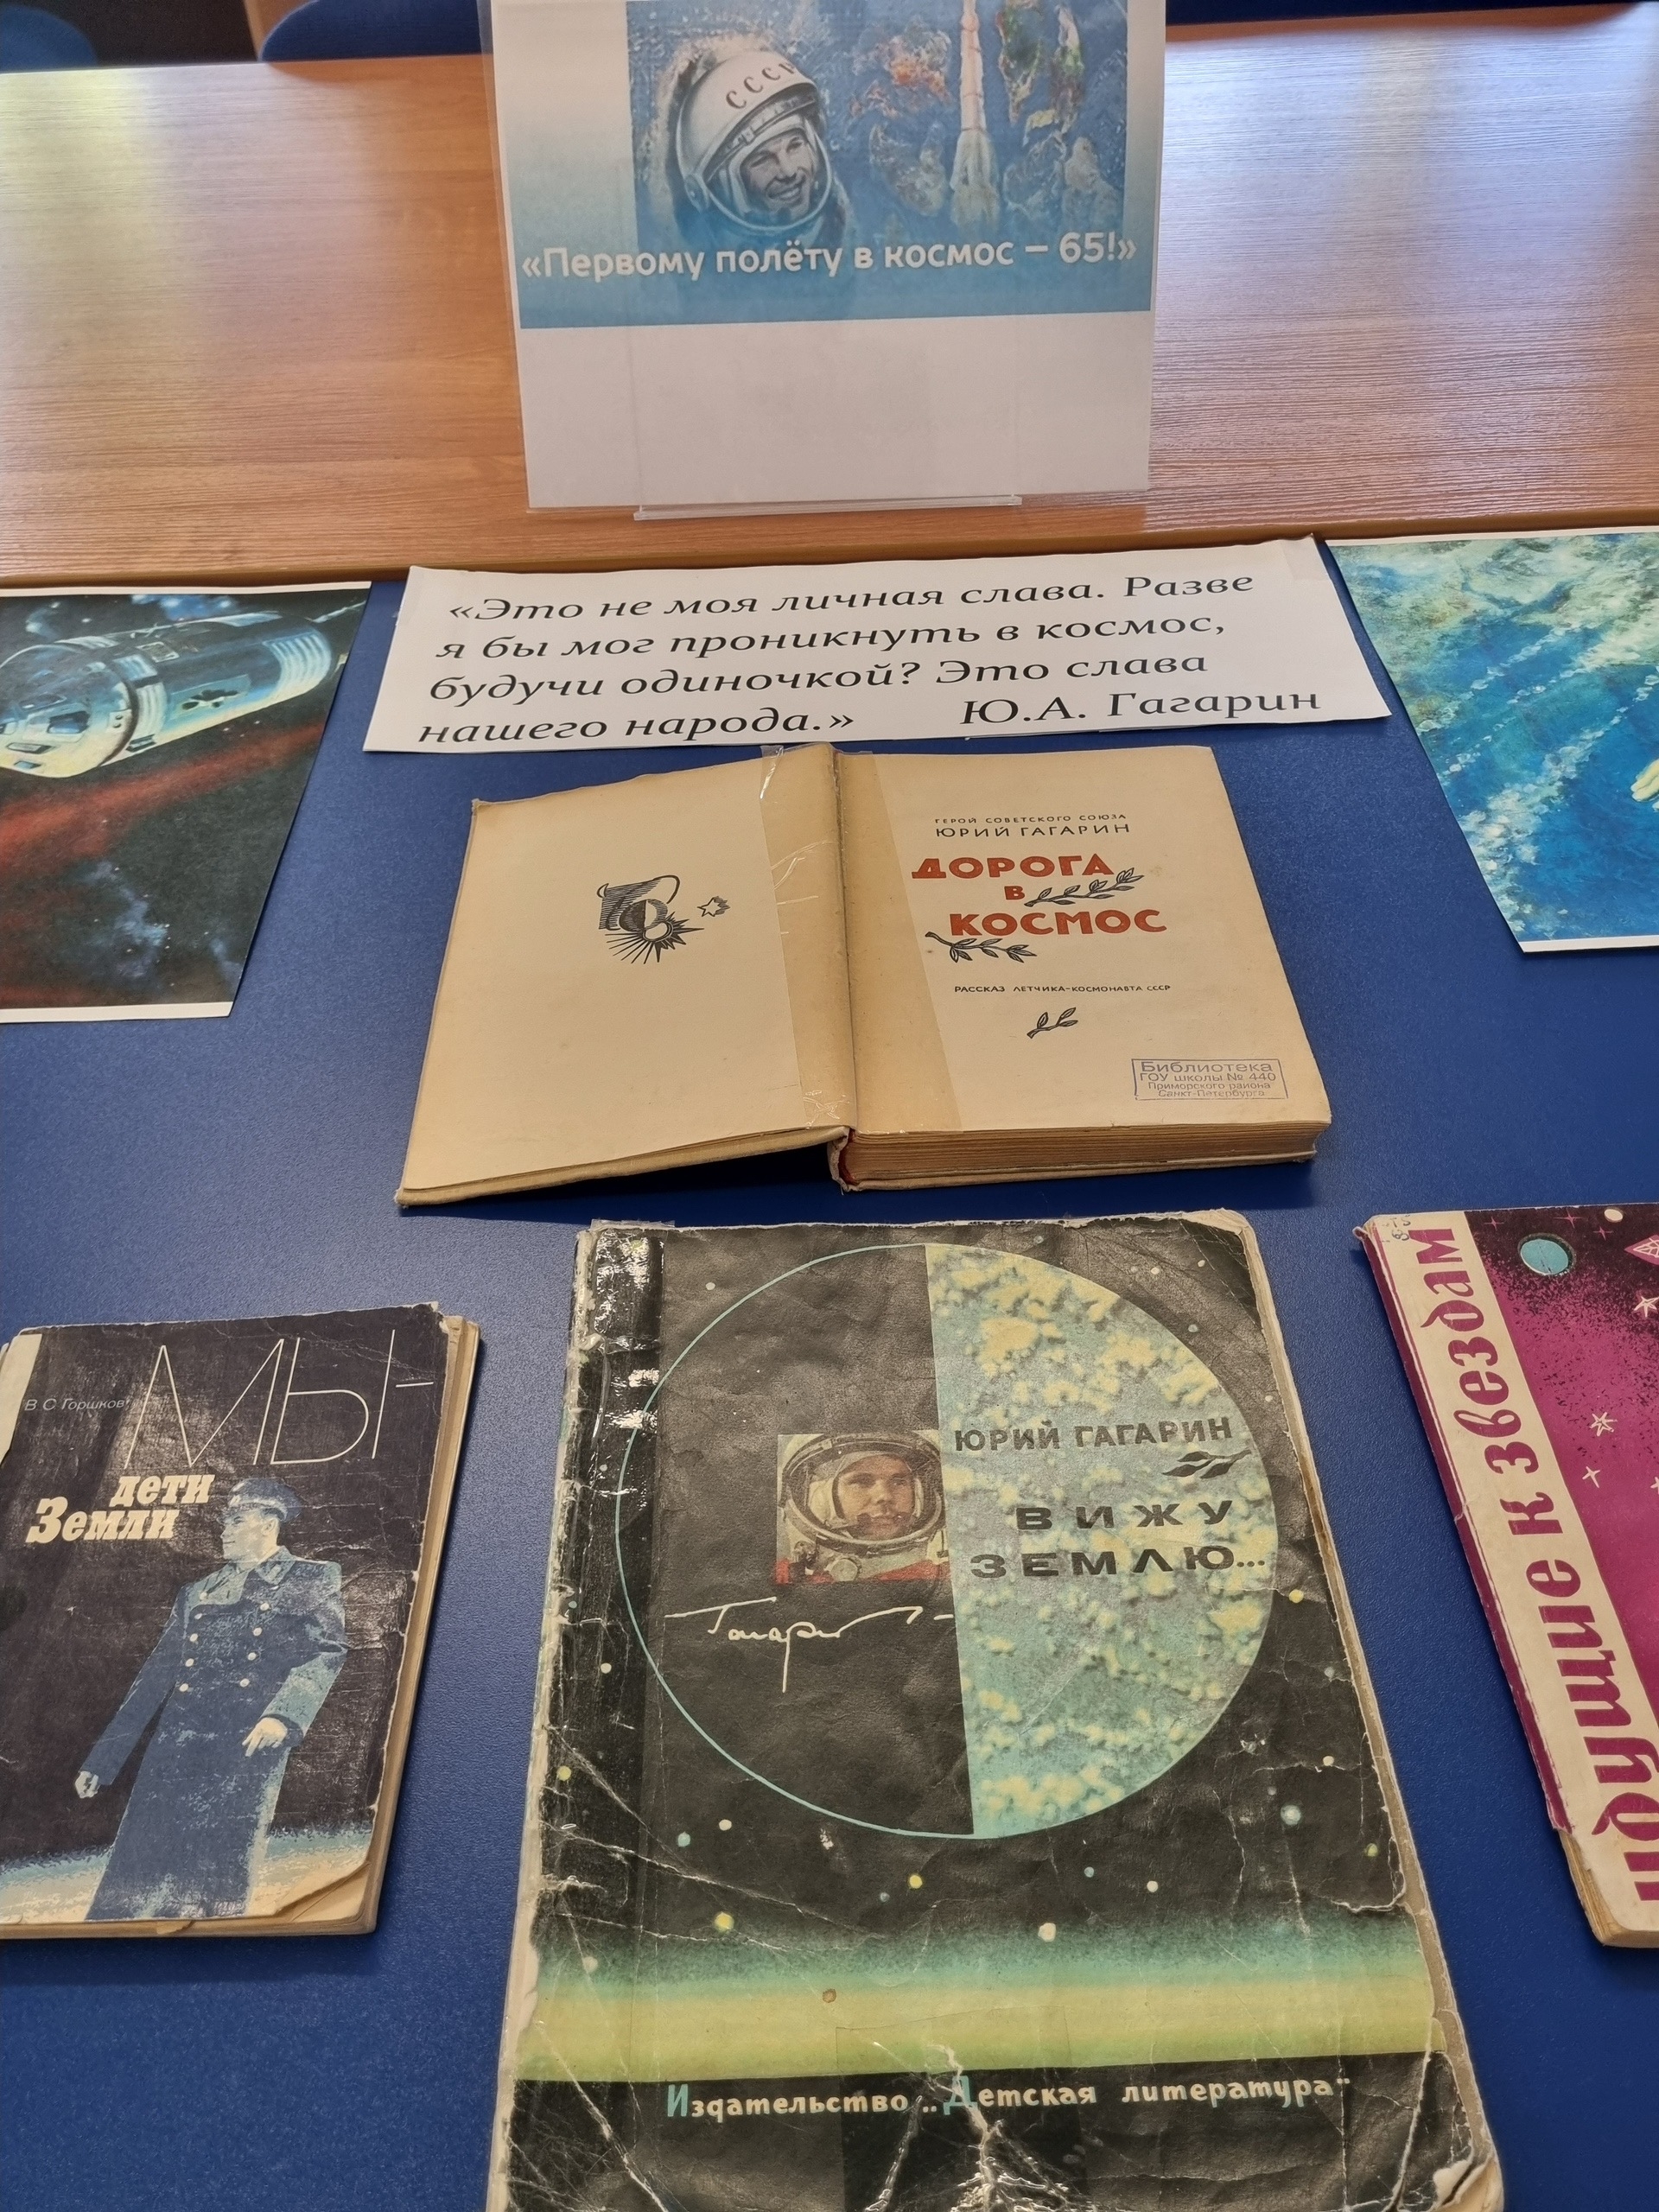 СССР
«Первому полёту в космос – 65!»
«Это не моя личная слава. Разве
я бы мог проникнуть в космос,
будучи одиночкой? Это слава
нашего народа.» Ю.А. Гагарин
ГЕРОЙ СОВЕТСКОГО СОЮЗА
ЮРИЙ ГАГАРИН
ДОРОГА
В
КОСМОС
РАССКАЗ ЛЕТЧИКА-КОСМОНАВТА СССР
Библиотека
ГОУ школы № 440
Приморского района
Санкт-Петербурга
В С Горшков
МЫ-
дети
Земли
ЮРИЙ ГАГАРИН
ВИЖУ
ЗЕМЛЮ...
Гагарин
Издательство „Детская литература"
идущие к звездам